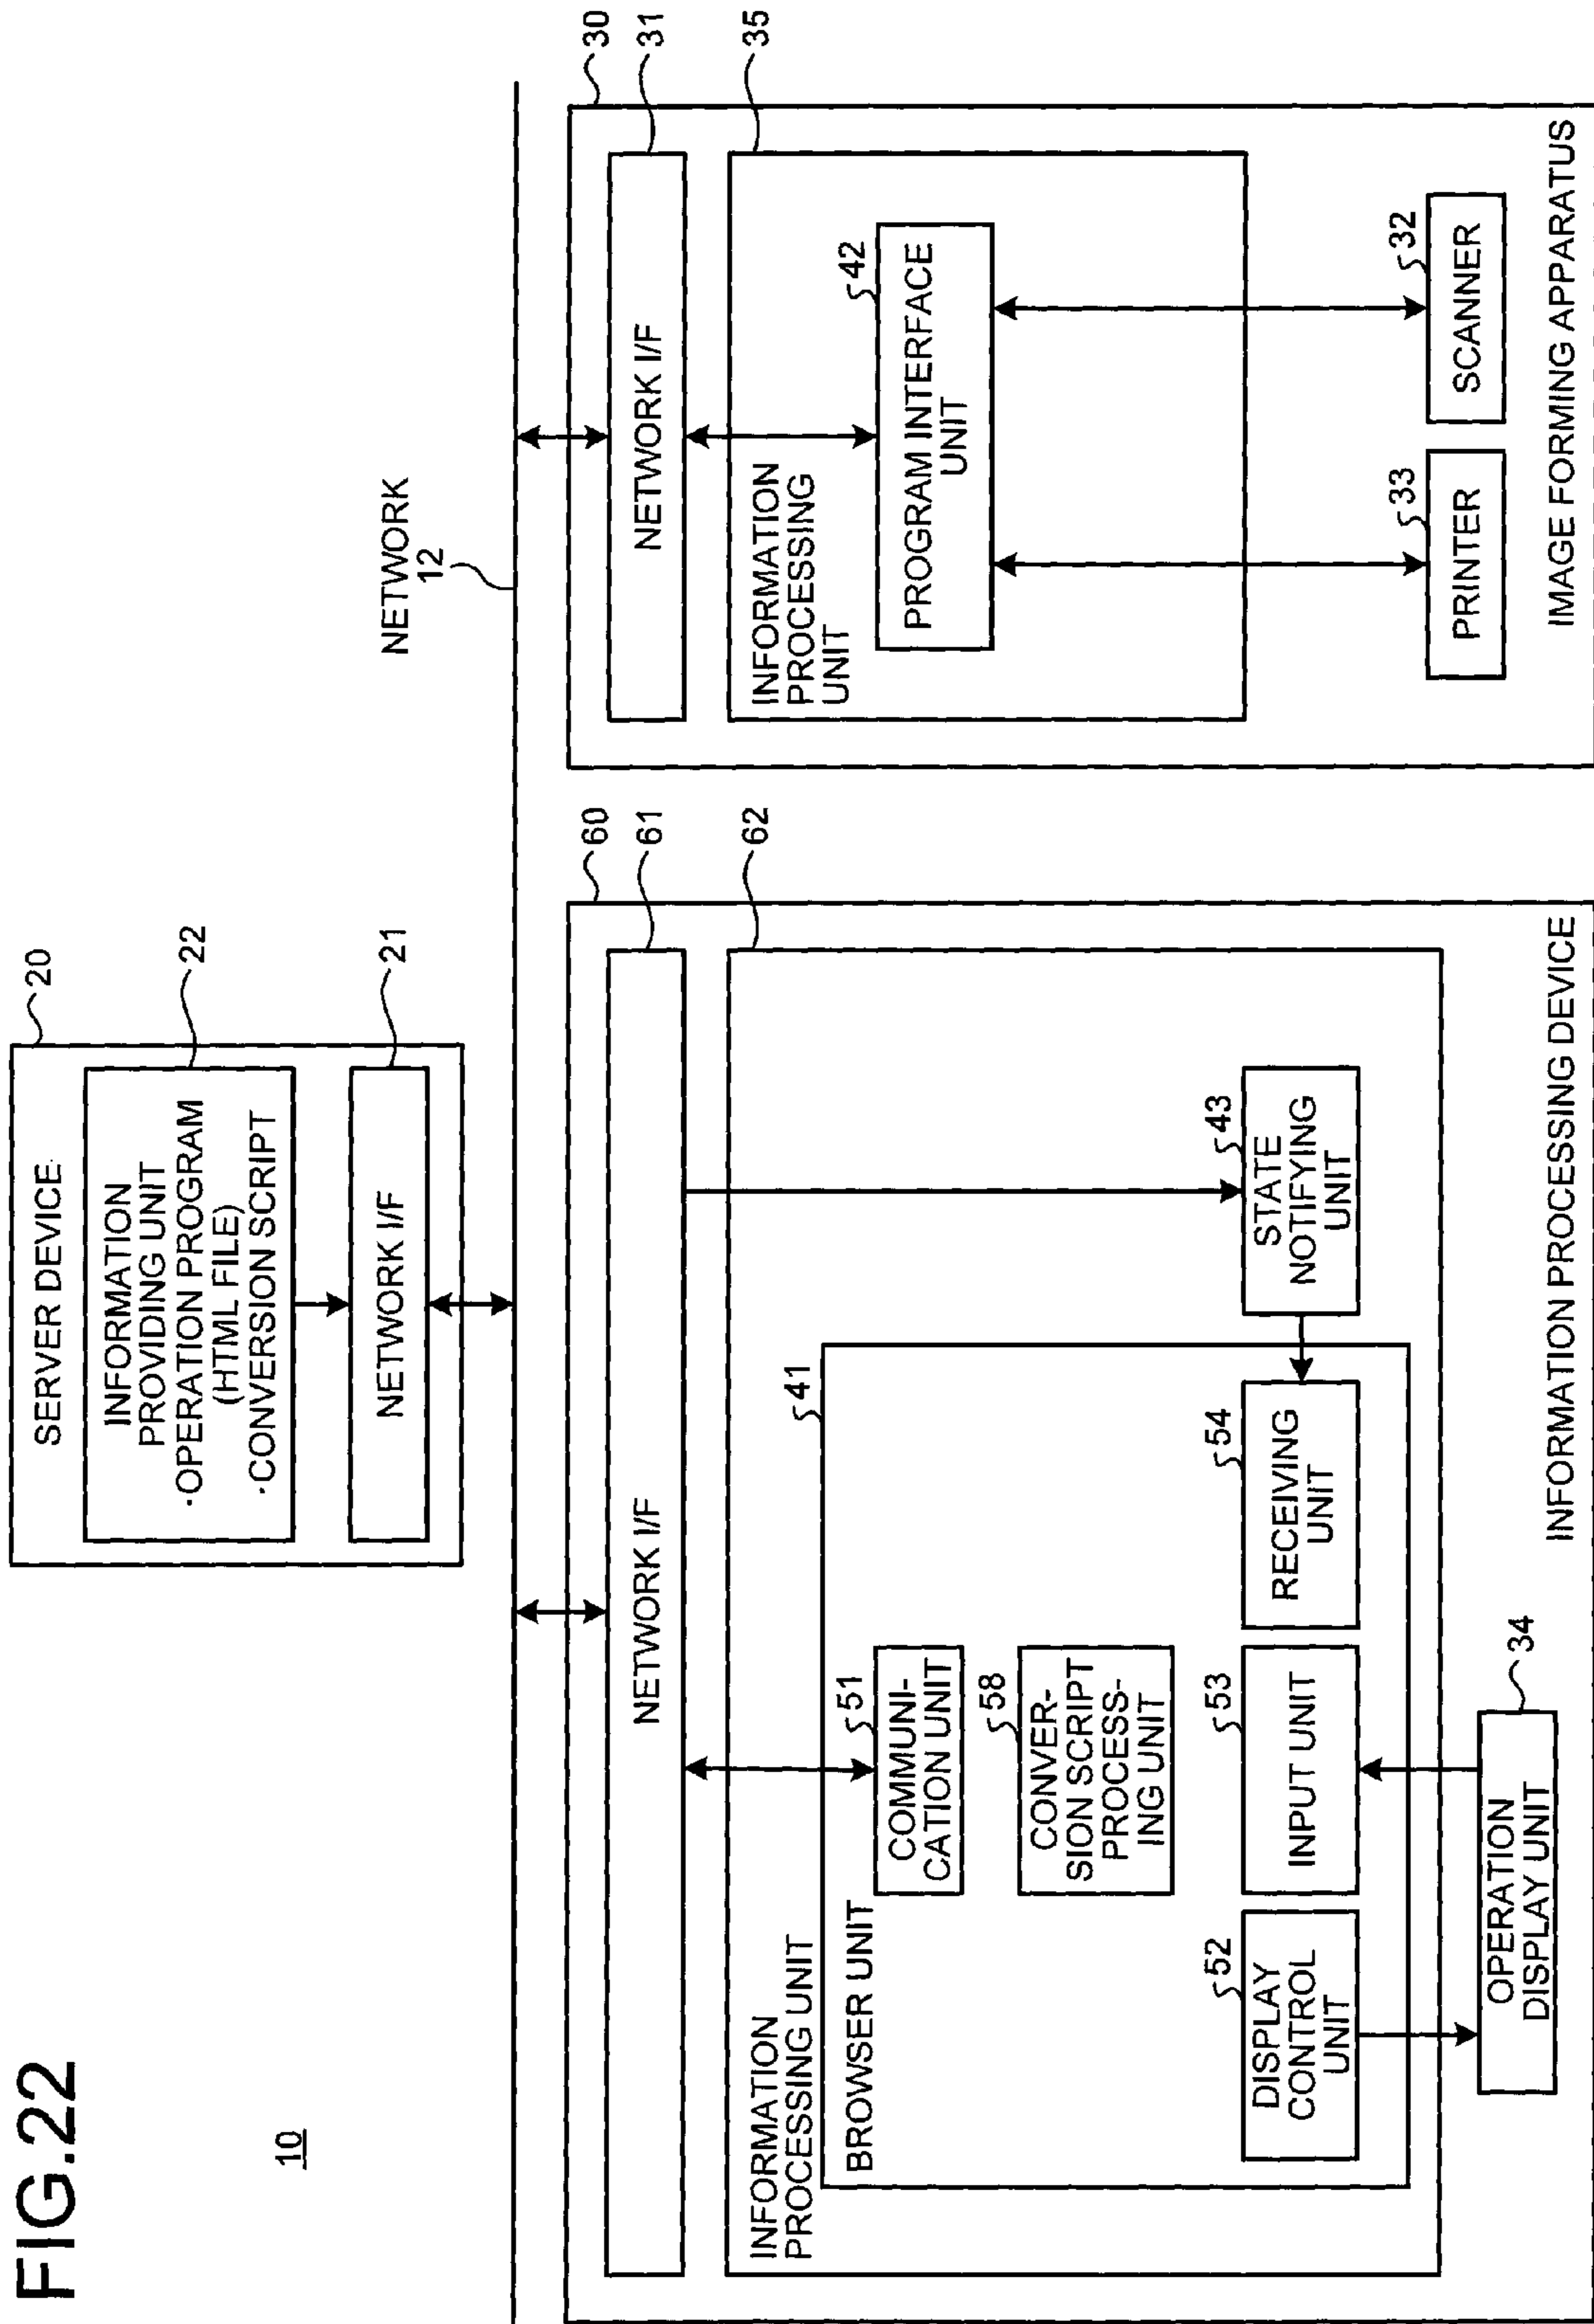 FIG.22
10
20
SERVER DEVICE
INFORMATION
PROVIDING UNIT
·OPERATION PROGRAM
(HTML FILE)
·CONVERSION SCRIPT
22
NETWORK I/F
21
NETWORK
12
60
NETWORK I/F
61
62
INFORMATION
PROCESSING UNIT
BROWSER UNIT
41
COMMUNI-
CATION UNIT
51
CONVER-
SION SCRIPT
PROCESS-
ING UNIT
58
DISPLAY
CONTROL
UNIT
52
INPUT UNIT
53
RECEIVING
UNIT
54
STATE
NOTIFYING
UNIT
43
OPERATION
DISPLAY UNIT
34
INFORMATION PROCESSING DEVICE
30
NETWORK I/F
31
35
INFORMATION
PROCESSING
UNIT
PROGRAM INTERFACE
UNIT
42
PRINTER
33
SCANNER
32
IMAGE FORMING APPARATUS